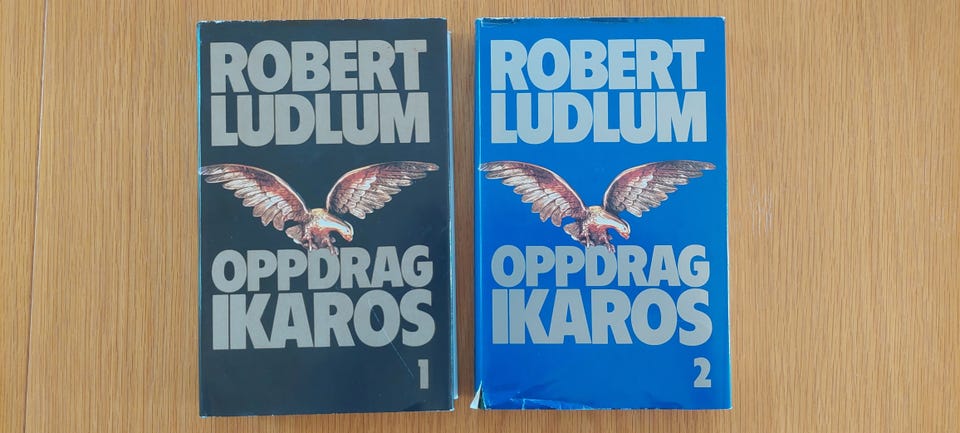 ROBERT
LUDLUM
OPPDRAG
IKAROS
1
ROBERT
LUDLUM
OPPDRAG
IKAROS
2